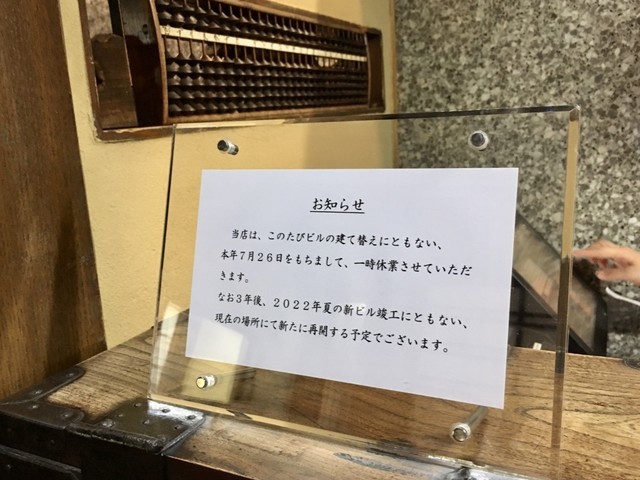 お知らせ
当店は、このたびビルの建て替えにともない、
本年7月26日をもちまして、一時休業させていただ
きます。
なお3年後、2022年夏の新ビル竣工にともない、
現在の場所にて新たに再開する予定でございます。